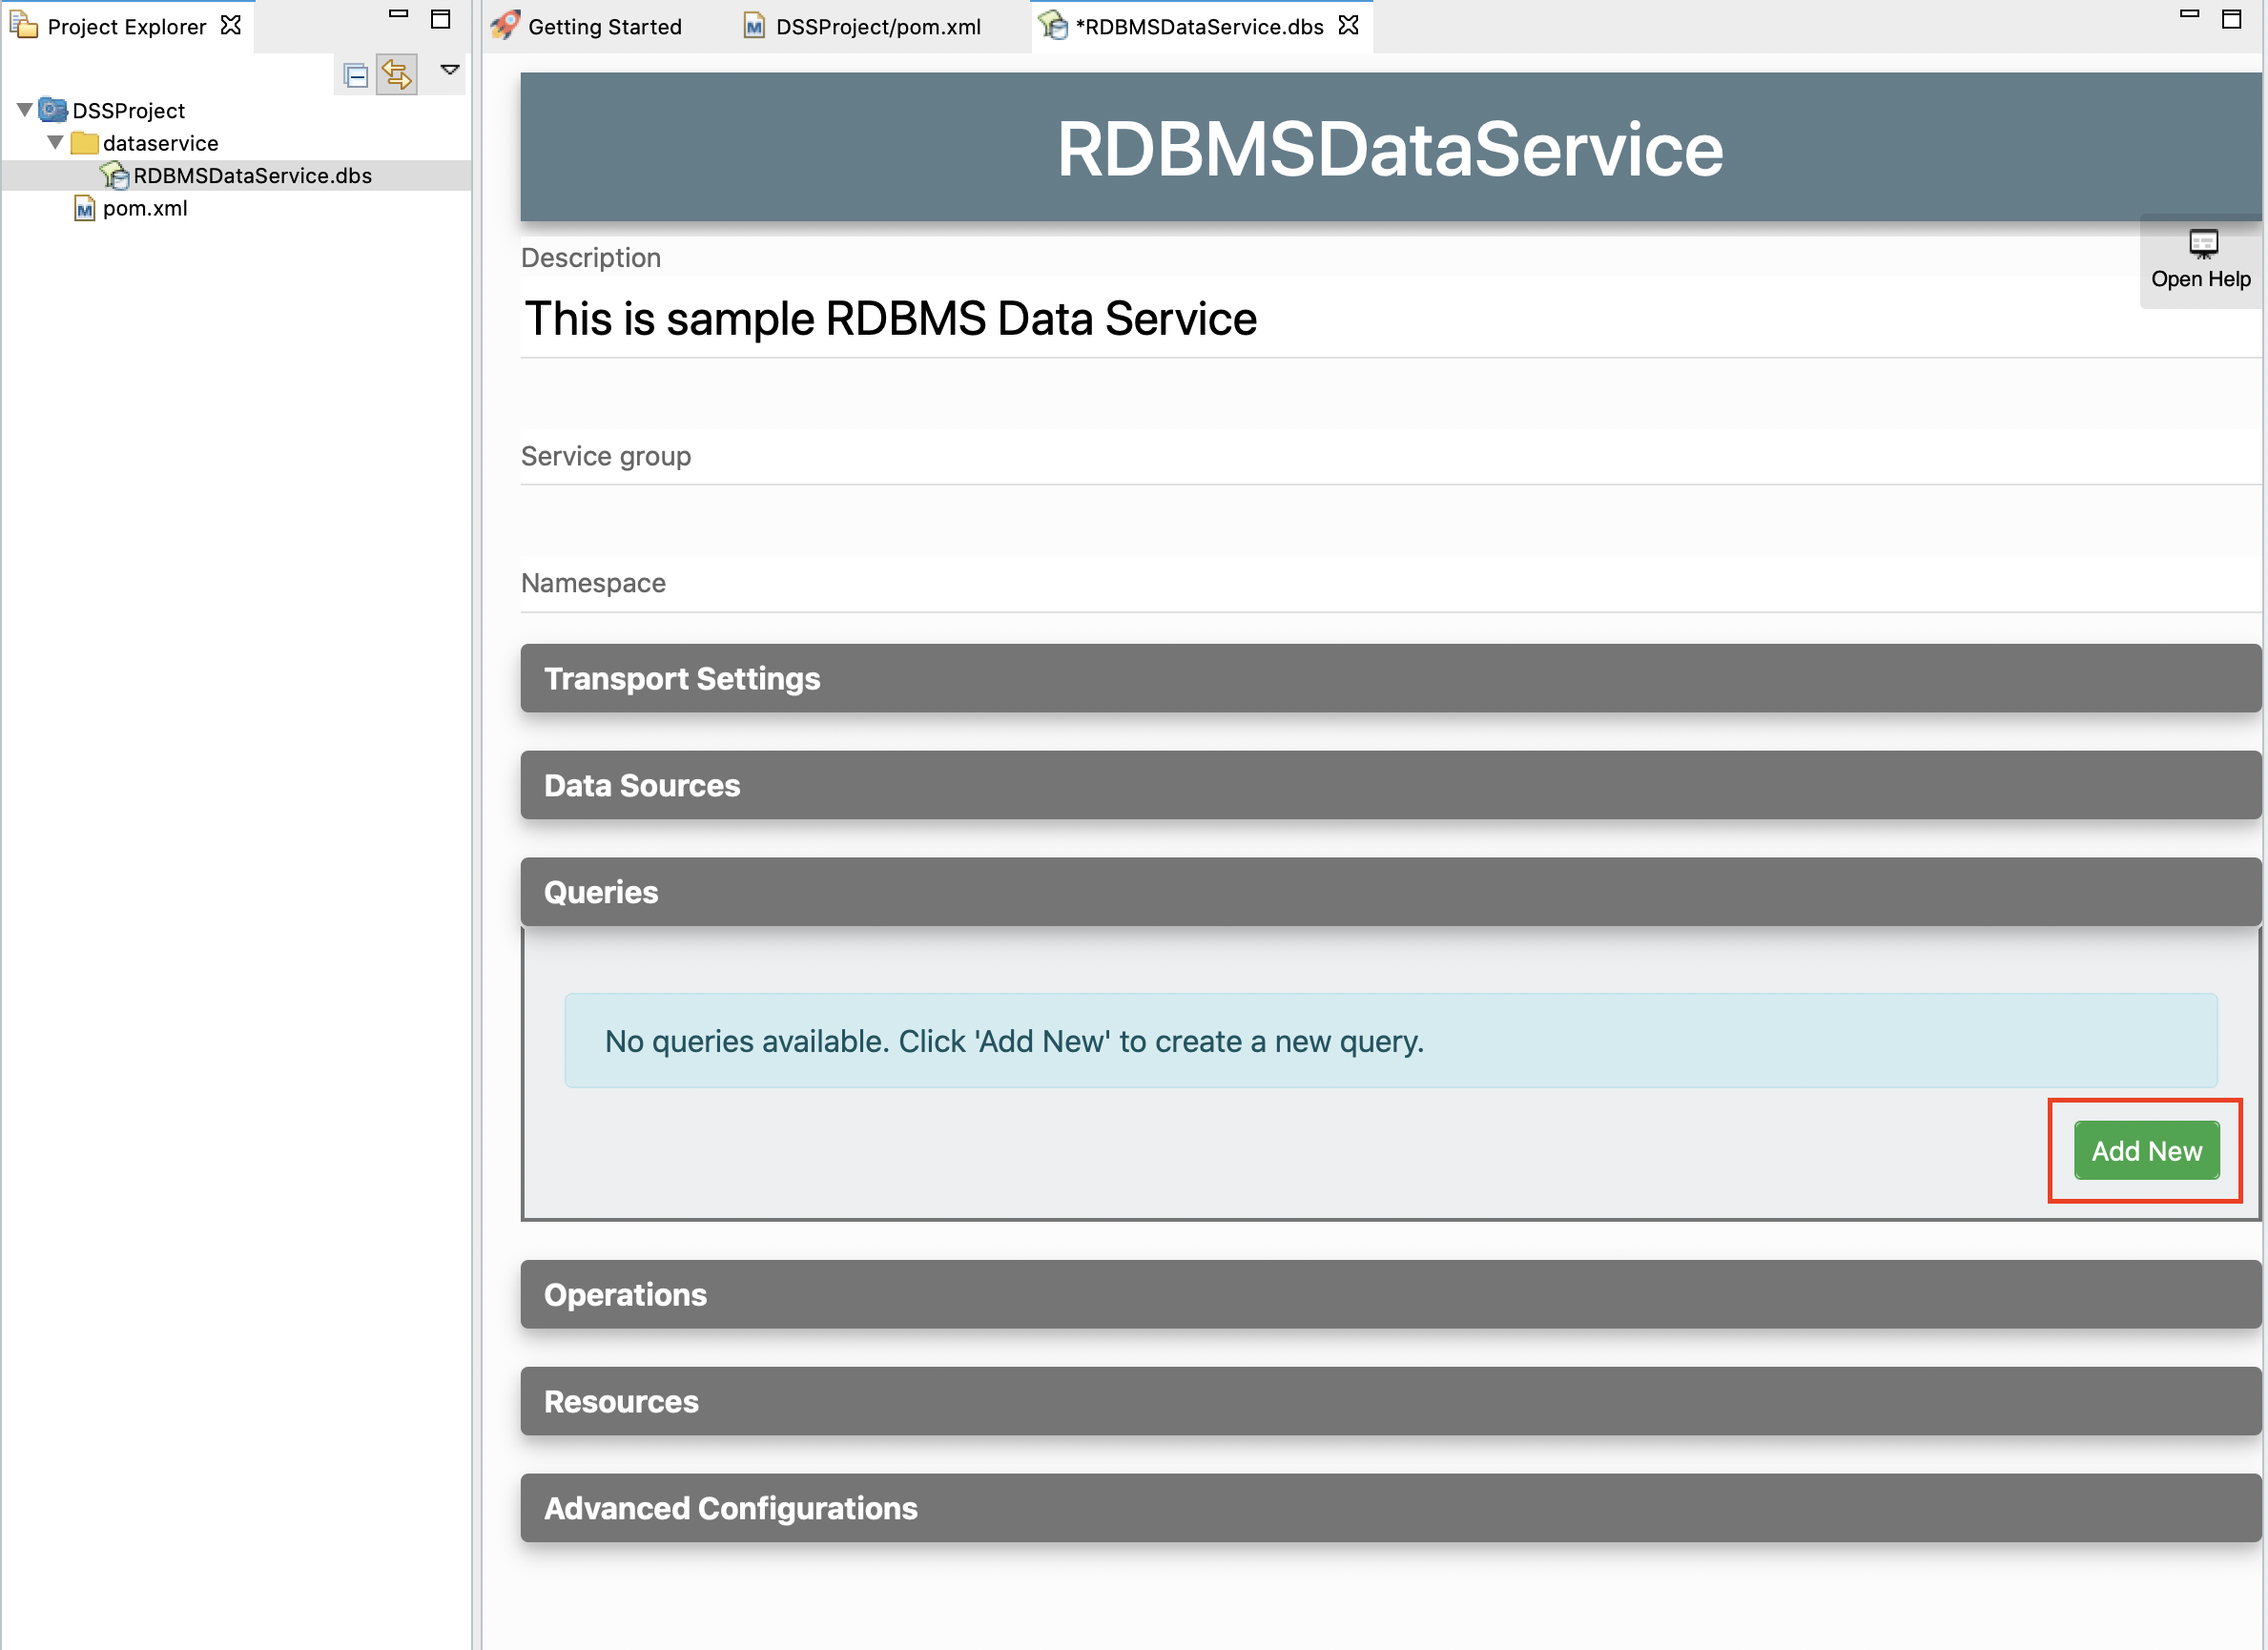 Project Explorer
DSSProject
dataservice
RDBMSDataService.dbs
pom.xml
Getting Started
DSSProject/pom.xml
*RDBMSDataService.dbs
RDBMSDataService
Open Help
Description
This is sample RDBMS Data Service
Service group
Namespace
Transport Settings
Data Sources
Queries
No queries available. Click 'Add New' to create a new query.
Add New
Operations
Resources
Advanced Configurations